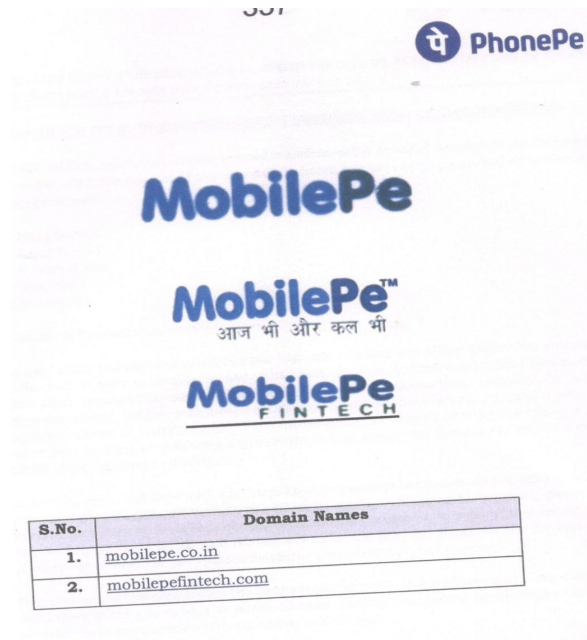 पे PhonePe
MobilePe
MobilePe™
आज भी और कल भी
MobilePe
FINTECH
S.No. Domain Names
1. mobilepe.co.in
2. mobilepefintech.com